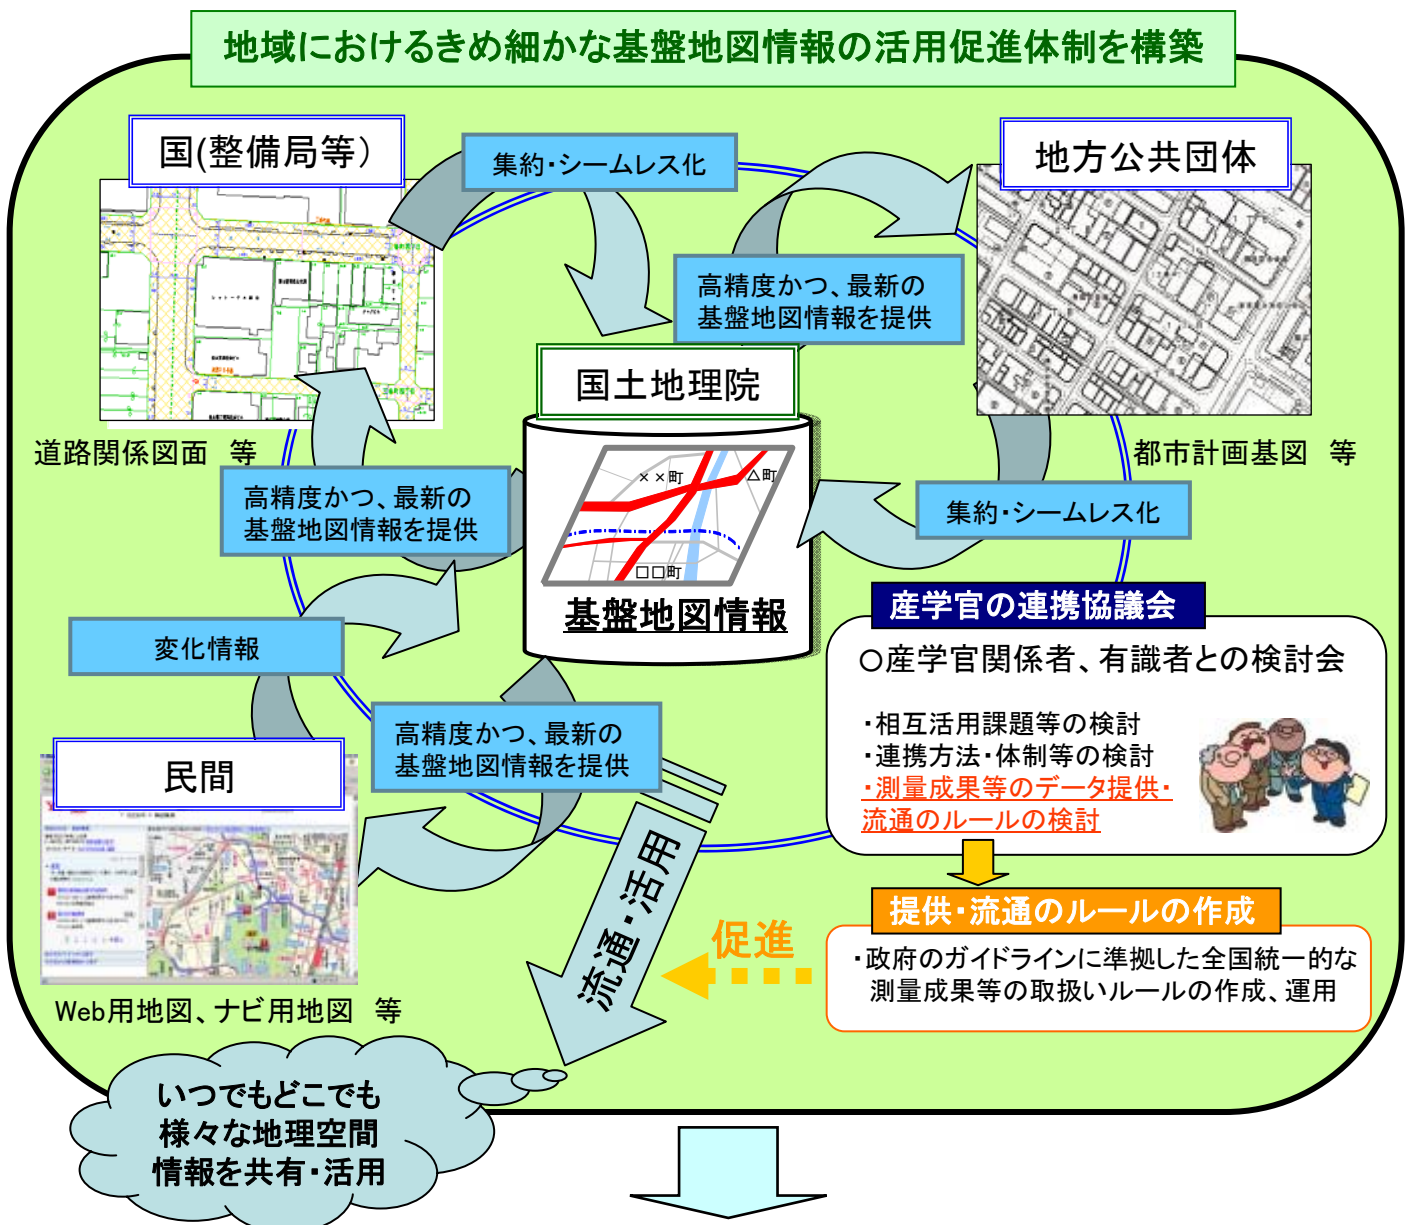 地域におけるきめ細かな基盤地図情報の活用促進体制を構築
国(整備局等)
集約・シームレス化
地方公共団体
高精度かつ、最新の
基盤地図情報を提供
国土地理院
道路関係図面　等
都市計画基図　等
高精度かつ、最新の
基盤地図情報を提供
××町
△町
□□町
基盤地図情報
集約・シームレス化
産学官の連携協議会
○産学官関係者、有識者との検討会
・相互活用課題等の検討
・連携方法・体制等の検討
・測量成果等のデータ提供・
流通のルールの検討
変化情報
高精度かつ、最新の
基盤地図情報を提供
民間
流通・活用
促進
提供・流通のルールの作成
・政府のガイドラインに準拠した全国統一的な
測量成果等の取扱いルールの作成、運用
Web用地図、ナビ用地図　等
いつでもどこでも
様々な地理空間
情報を共有・活用